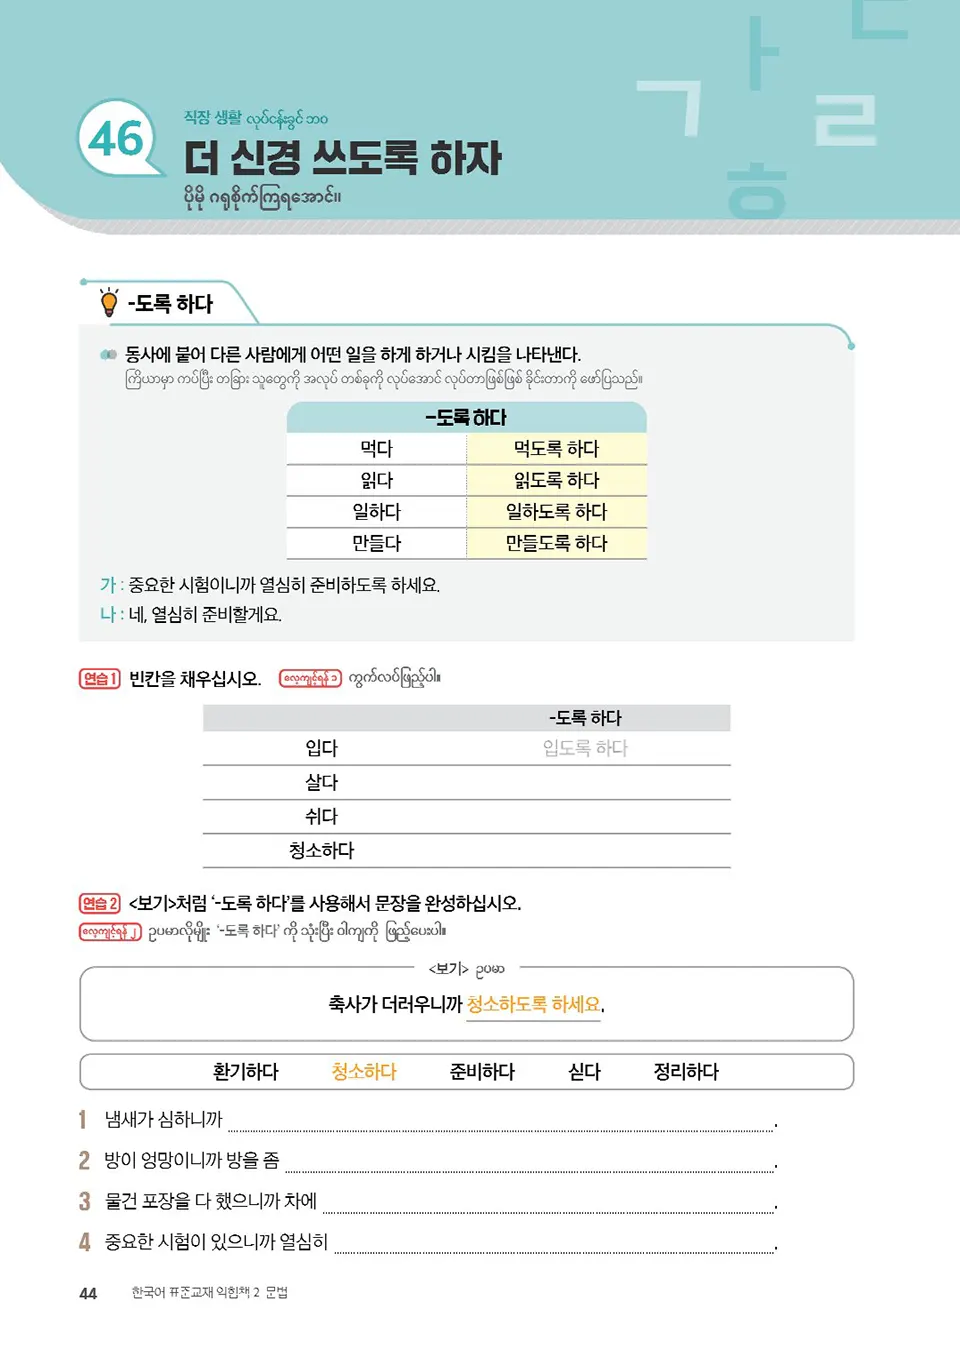 46
직장 생활 လုပ်ငန်းခွင် ဘဝ
더 신경 쓰도록 하자
ပိုမို ဂရုစိုက်ကြရအောင်။
ㄱ ㅏ ㄷ ㄹ ㅎ
-도록 하다
동사에 붙어 다른 사람에게 어떤 일을 하게 하거나 시킴을 나타낸다.
ကြိယာမှာ ကပ်ပြီး တခြား သူတွေကို အလုပ် တစ်ခုကို လုပ်အောင် လုပ်တာဖြစ်ဖြစ် ခိုင်းတာကို ဖော်ပြသည်။
-도록 하다
먹다 먹도록 하다
읽다 읽도록 하다
일하다 일하도록 하다
만들다 만들도록 하다
가 : 중요한 시험이니까 열심히 준비하도록 하세요.
나 : 네, 열심히 준비할게요.
연습 1 빈칸을 채우십시오. လေ့ကျင့်ရန် ၁ ကွက်လပ်ဖြည့်ပါ။
-도록 하다
입다 입도록 하다
살다
쉬다
청소하다
연습 2 <보기>처럼 '-도록 하다'를 사용해서 문장을 완성하십시오.
လေ့ကျင့်ရန် ၂ ဥပမာလိုမျိုး '-도록 하다' ကို သုံးပြီး ဝါကျကို ဖြည့်ပေးပါ။
<보기> ဥပမာ
축사가 더러우니까 청소하도록 하세요.
환기하다 청소하다 준비하다 싣다 정리하다
1 냄새가 심하니까 .
2 방이 엉망이니까 방을 좀 .
3 물건 포장을 다 했으니까 차에 .
4 중요한 시험이 있으니까 열심히 .
44 한국어 표준교재 익힘책 2 문법